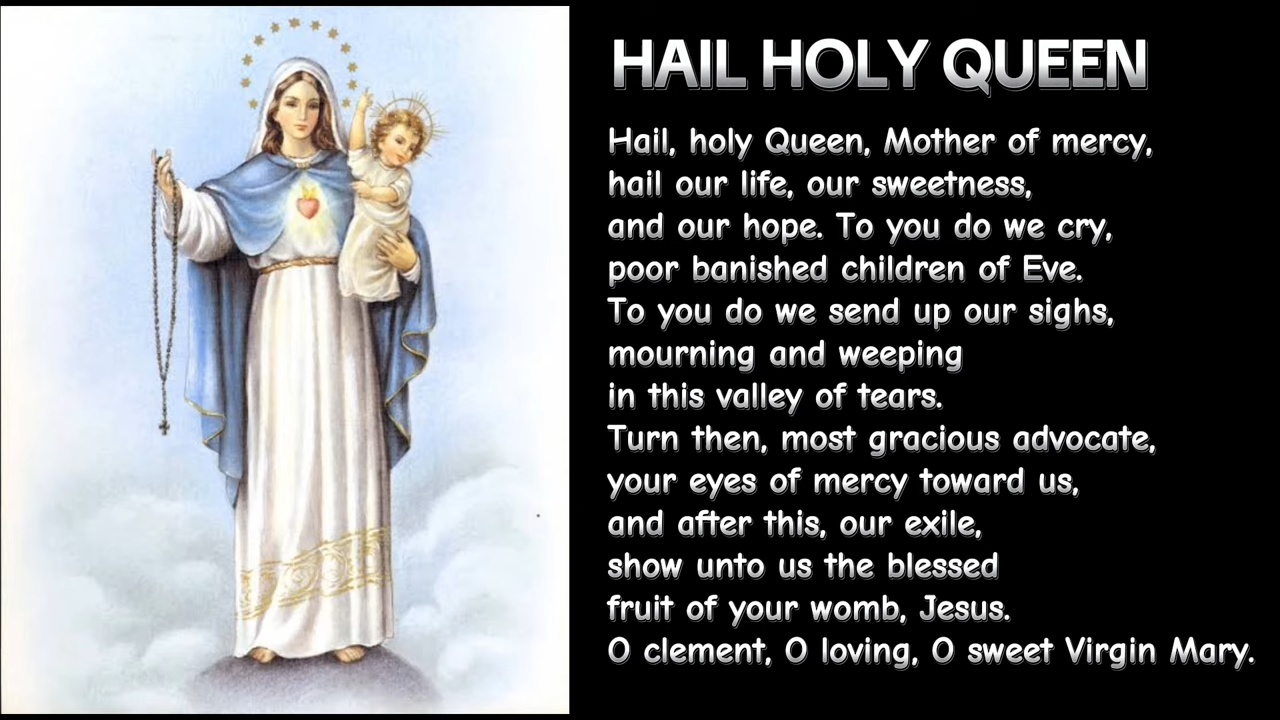 HAIL HOLY QUEEN
Hail, holy Queen, Mother of mercy,
hail our life, our sweetness,
and our hope. To you do we cry,
poor banished children of Eve.
To you do we send up our sighs,
mourning and weeping
in this valley of tears.
Turn then, most gracious advocate,
your eyes of mercy toward us,
and after this, our exile,
show unto us the blessed
fruit of your womb, Jesus.
O clement, O loving, O sweet Virgin Mary.